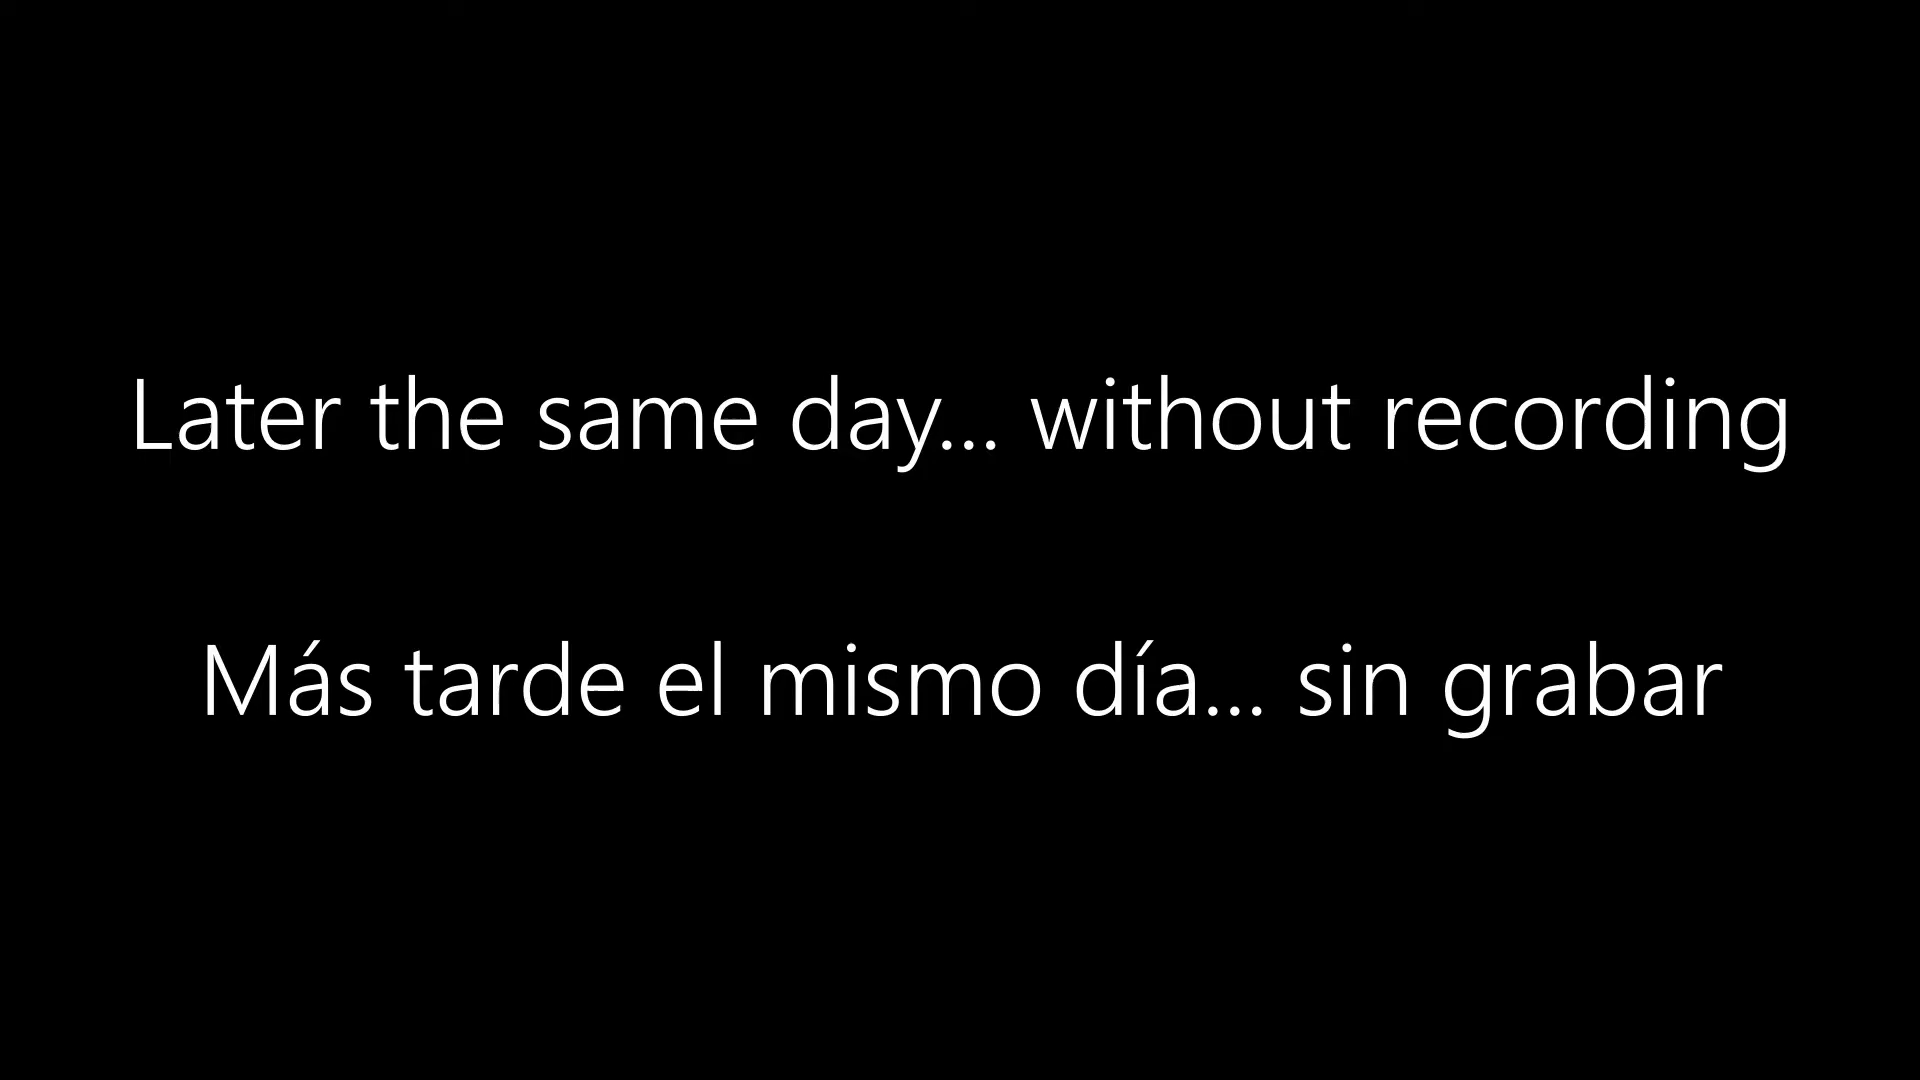 Later the same day... without recording
Más tarde el mismo día... sin grabar